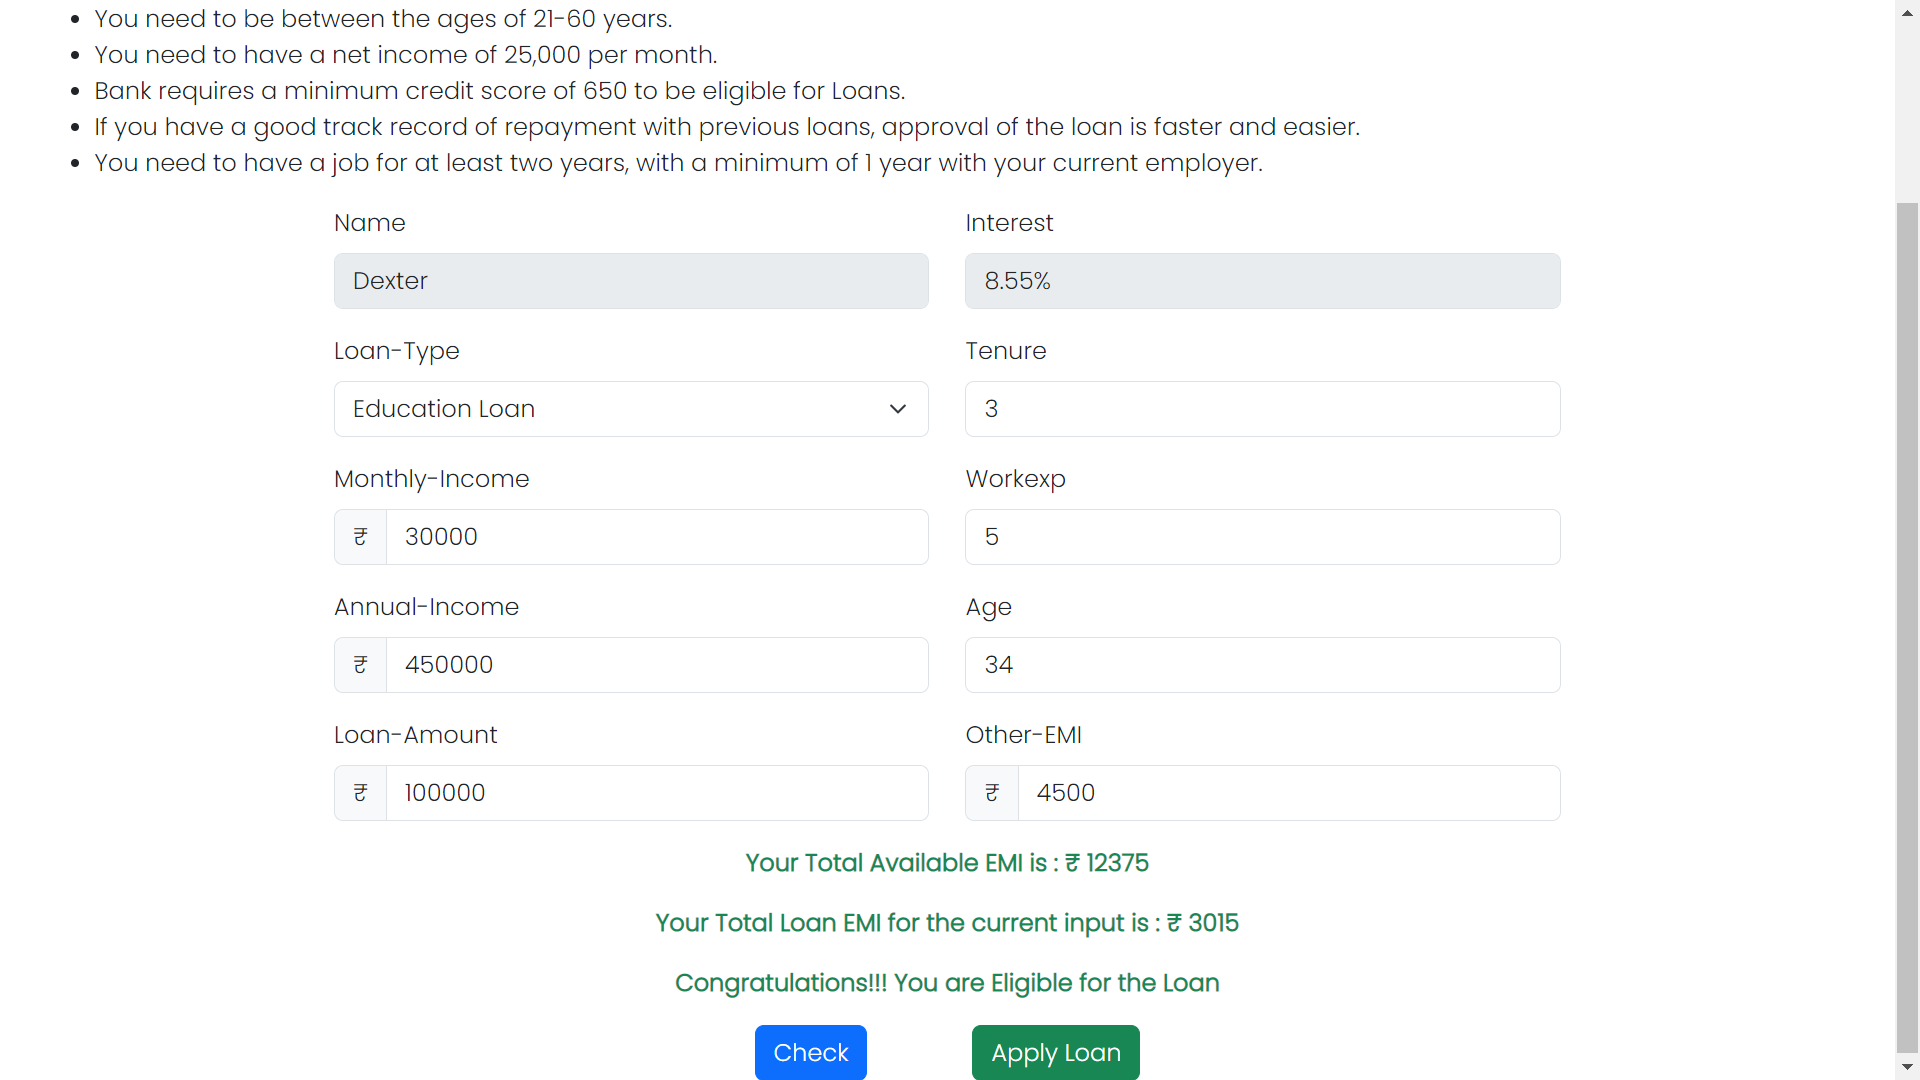 You need to be between the ages of 21-60 years.
You need to have a net income of 25,000 per month.
Bank requires a minimum credit score of 650 to be eligible for Loans.
If you have a good track record of repayment with previous loans, approval of the loan is faster and easier.
You need to have a job for at least two years, with a minimum of 1 year with your current employer.
Name
Interest
Dexter
8.55%
Loan-Type
Tenure
Education Loan
3
Monthly-Income
Workexp
₹ 30000
5
Annual-Income
Age
₹ 450000
34
Loan-Amount
Other-EMI
₹ 100000
₹ 4500
Your Total Available EMI is : ₹ 12375
Your Total Loan EMI for the current input is : ₹ 3015
Congratulations!!! You are Eligible for the Loan
Check
Apply Loan